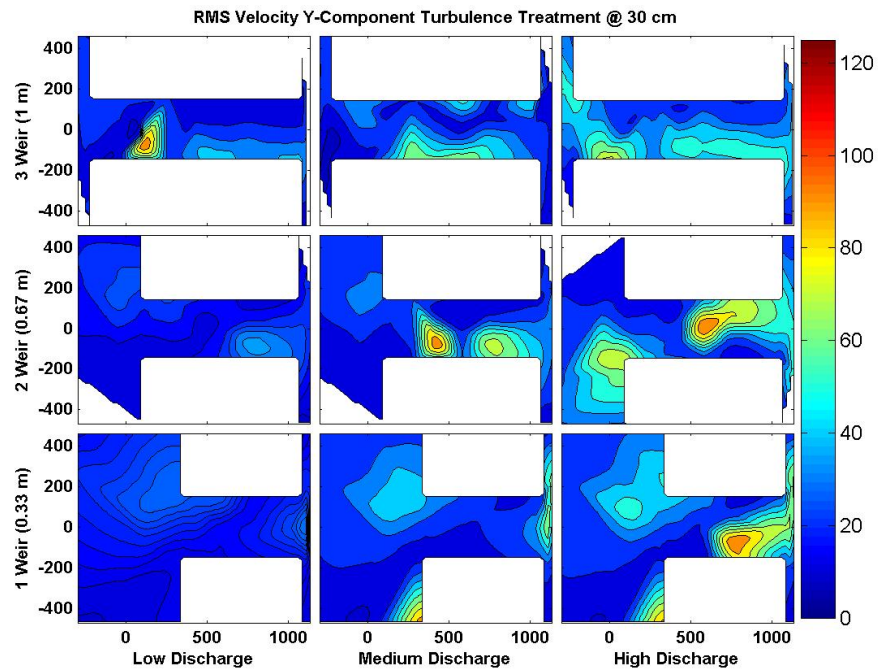 RMS Velocity Y-Component Turbulence Treatment @ 30 cm
3 Weir (1 m)
400
200
0
-200
-400
2 Weir (0.67 m)
400
200
0
-200
-400
1 Weir (0.33 m)
400
200
0
-200
-400
0 500 1000
0 500 1000
0 500 1000
Low Discharge
Medium Discharge
High Discharge
120
100
80
60
40
20
0